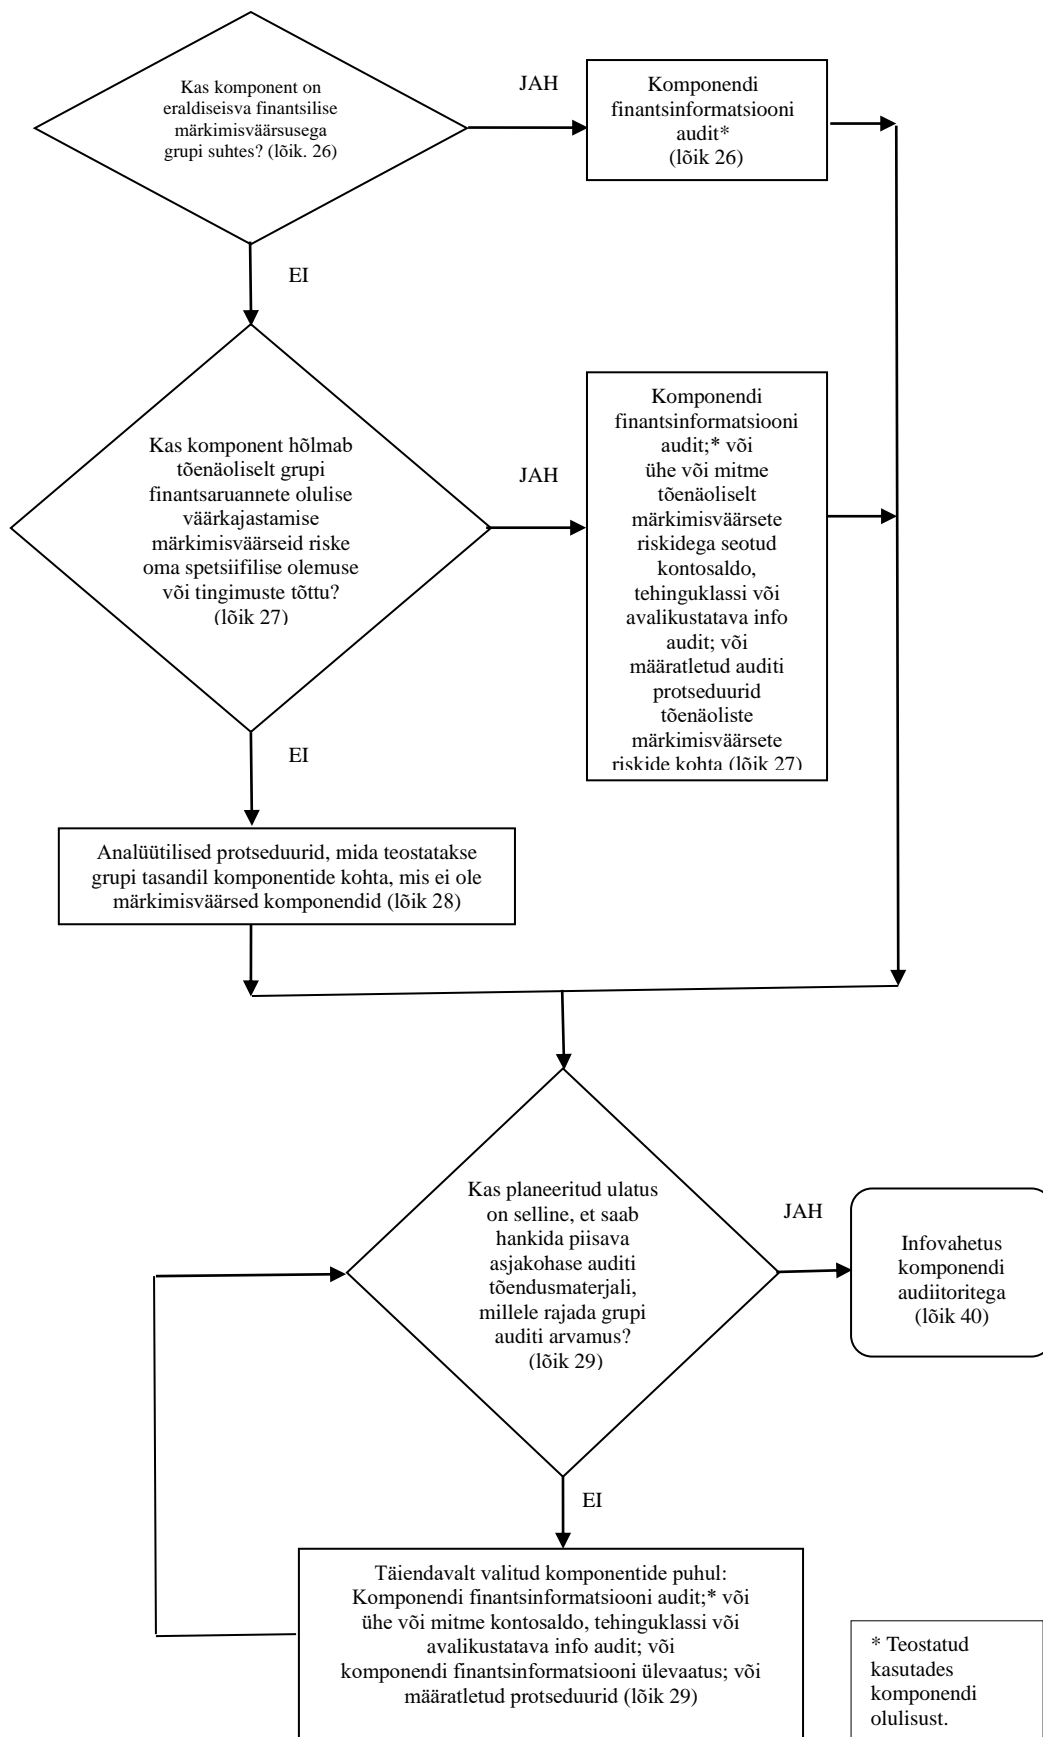 Kas komponent on
eraldiseisva finantsilise
märkimisväärsusega
grupi suhtes? (lõik. 26)
JAH
Komponendi
finantsinformatsiooni
audit*
(lõik 26)
EI
Kas komponent hõlmab
tõenäoliselt grupi
finantsaruannete olulise
väärkajastamise
märkimisväärseid riske
oma spetsiifilise olemuse
või tingimuste tõttu?
(lõik 27)
JAH
Komponendi
finantsinformatsiooni
audit;* või
ühe või mitme
tõenäoliselt
märkimisväärsete
riskidega seotud
kontosaldo,
tehinguklassi või
avalikustatava info
audit; või
määratletud auditi
protseduurid
tõenäoliste
märkimisväärsete
riskide kohta (lõik 27)
EI
Analüütilised protseduurid, mida teostatakse
grupi tasandil komponentide kohta, mis ei ole
märkimisväärsed komponendid (lõik 28)
Kas planeeritud ulatus
on selline, et saab
hankida piisava
asjakohase auditi
tõendusmaterjali,
millele rajada grupi
auditi arvamus?
(lõik 29)
JAH
Infovahetus
komponendi
audiitoritega
(lõik 40)
EI
Täiendavalt valitud komponentide puhul:
Komponendi finantsinformatsiooni audit;* või
ühe või mitme kontosaldo, tehinguklassi või
avalikustatava info audit; või
komponendi finantsinformatsiooni ülevaatus; või
määratletud protseduurid (lõik 29)
* Teostatud
kasutades
komponendi
olulisust.